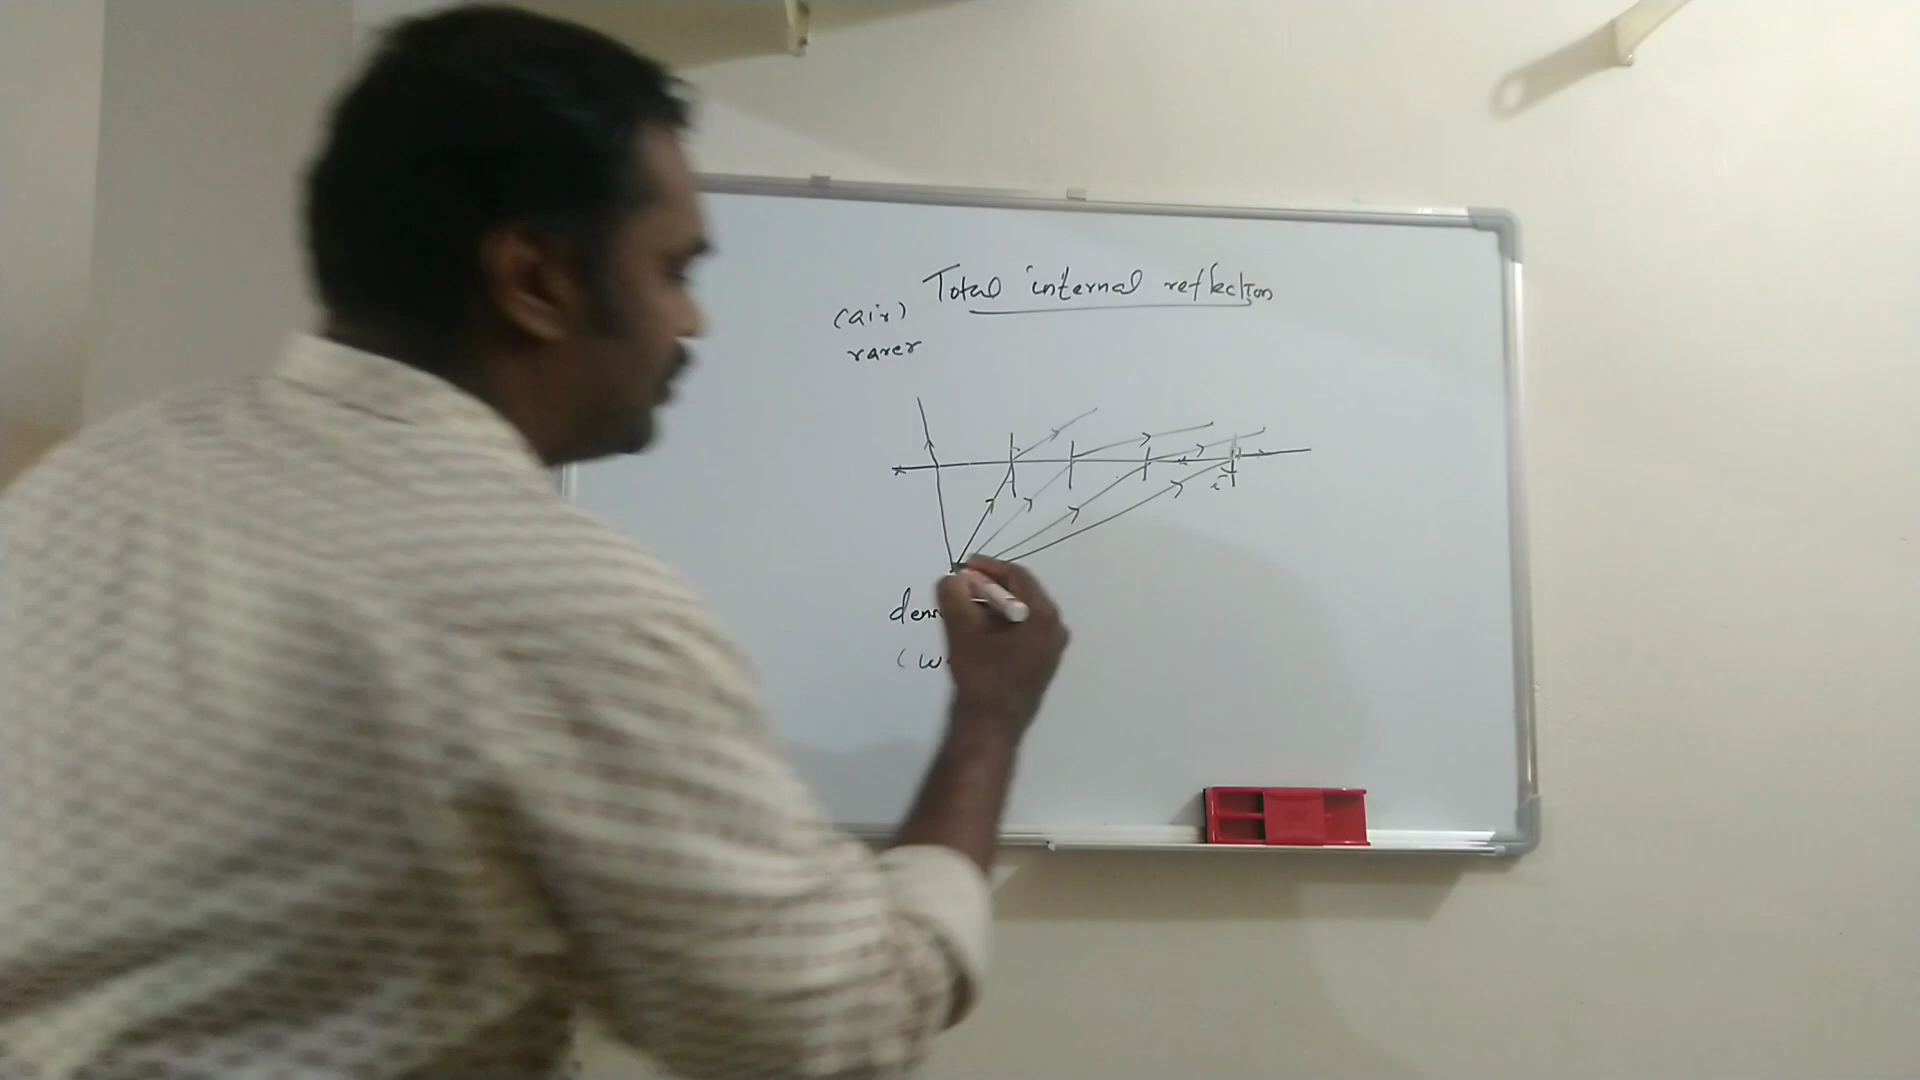 Total internal reflection
(air)
rarer
i